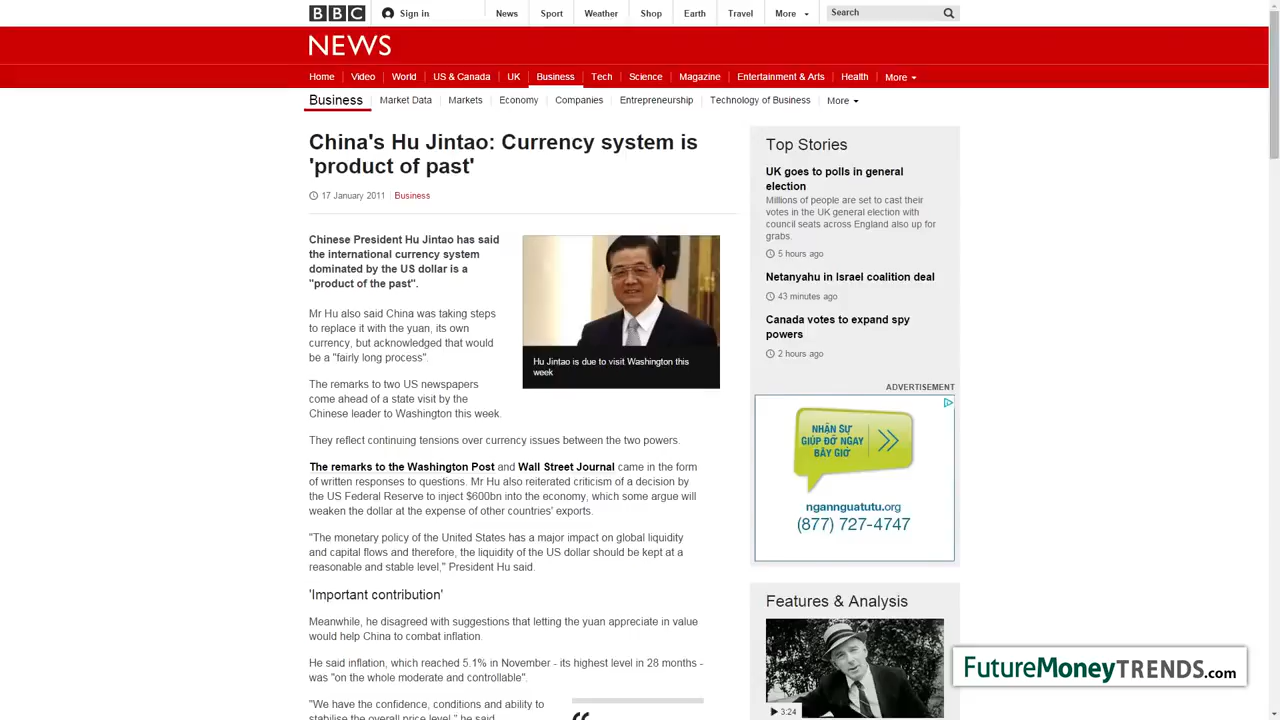 BBC Sign in News Sport Weather Shop Earth Travel More Search
NEWS
Home Video World US & Canada UK Business Tech Science Magazine Entertainment & Arts Health More
Business Market Data Markets Economy Companies Entrepreneurship Technology of Business More
China's Hu Jintao: Currency system is
'product of past'
17 January 2011 Business
Chinese President Hu Jintao has said
the international currency system
dominated by the US dollar is a
"product of the past".
Mr Hu also said China was taking steps
to replace it with the yuan, its own
currency, but acknowledged that would
be a "fairly long process".
The remarks to two US newspapers
come ahead of a state visit by the
Chinese leader to Washington this week.
Hu Jintao is due to visit Washington this
week
They reflect continuing tensions over currency issues between the two powers.
The remarks to the Washington Post and Wall Street Journal came in the form
of written responses to questions. Mr Hu also reiterated criticism of a decision by
the US Federal Reserve to inject $600bn into the economy, which some argue will
weaken the dollar at the expense of other countries' exports.
"The monetary policy of the United States has a major impact on global liquidity
and capital flows and therefore, the liquidity of the US dollar should be kept at a
reasonable and stable level," President Hu said.
'Important contribution'
Meanwhile, he disagreed with suggestions that letting the yuan appreciate in value
would help China to combat inflation.
He said inflation, which reached 5.1% in November - its highest level in 28 months -
was "on the whole moderate and controllable".
"We have the confidence, conditions and ability to
stabilise the overall price level," he said
Top Stories
UK goes to polls in general
election
Millions of people are set to cast their
votes in the UK general election with
council seats across England also up for
grabs.
5 hours ago
Netanyahu in Israel coalition deal
43 minutes ago
Canada votes to expand spy
powers
2 hours ago
ADVERTISEMENT
NHẬN SỰ
GIÚP ĐỠ NGAY
BÂY GIỜ
ngannguatutu.org
(877) 727-4747
Features & Analysis
3:24
FutureMoneyTRENDS.com